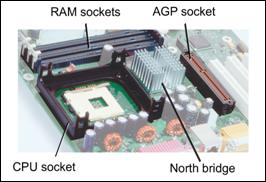 RAM sockets
AGP socket
CPU socket
North bridge